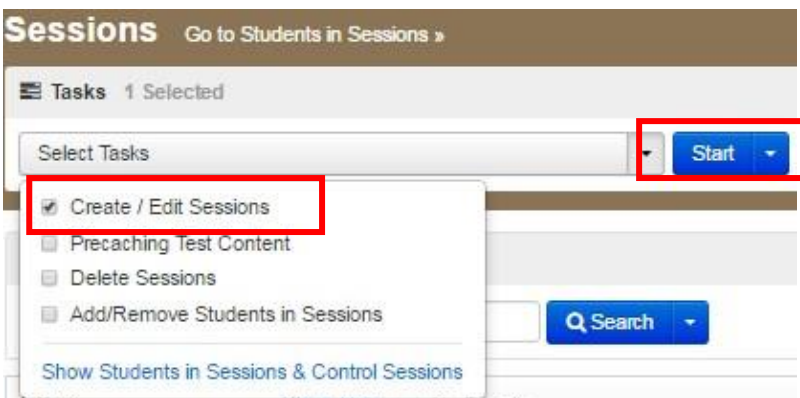 Sessions Go to Students in Sessions »
Tasks 1 Selected
Select Tasks Start
Create / Edit Sessions
Precaching Test Content
Delete Sessions
Add/Remove Students in Sessions
Search
Show Students in Sessions & Control Sessions